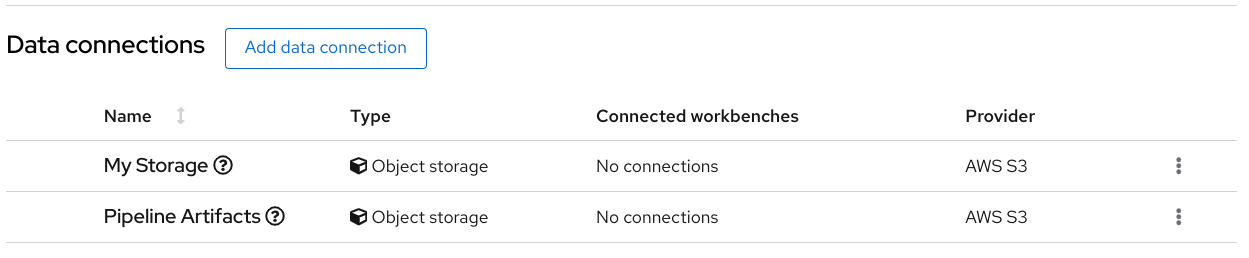 Data connections Add data connection
Name Type Connected workbenches Provider
My Storage Object storage No connections AWS S3
Pipeline Artifacts Object storage No connections AWS S3